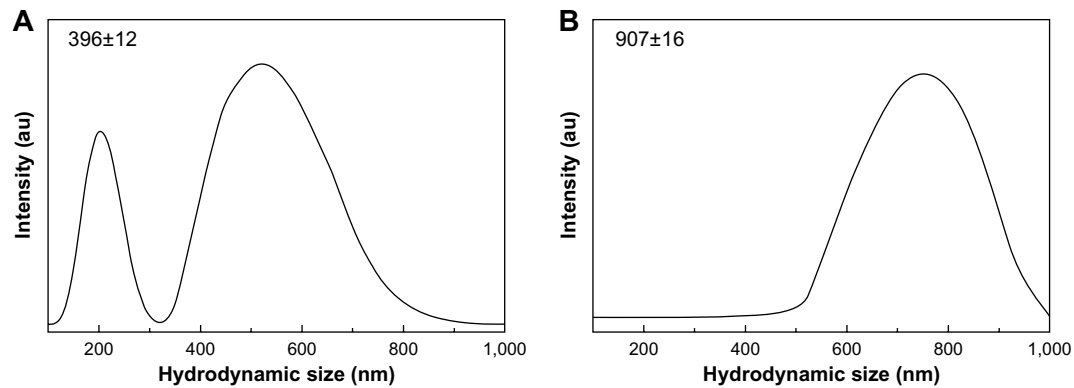 A
396±12
Intensity (au)
200
400
600
800
1,000
Hydrodynamic size (nm)
B
907±16
Intensity (au)
200
400
600
800
1,000
Hydrodynamic size (nm)